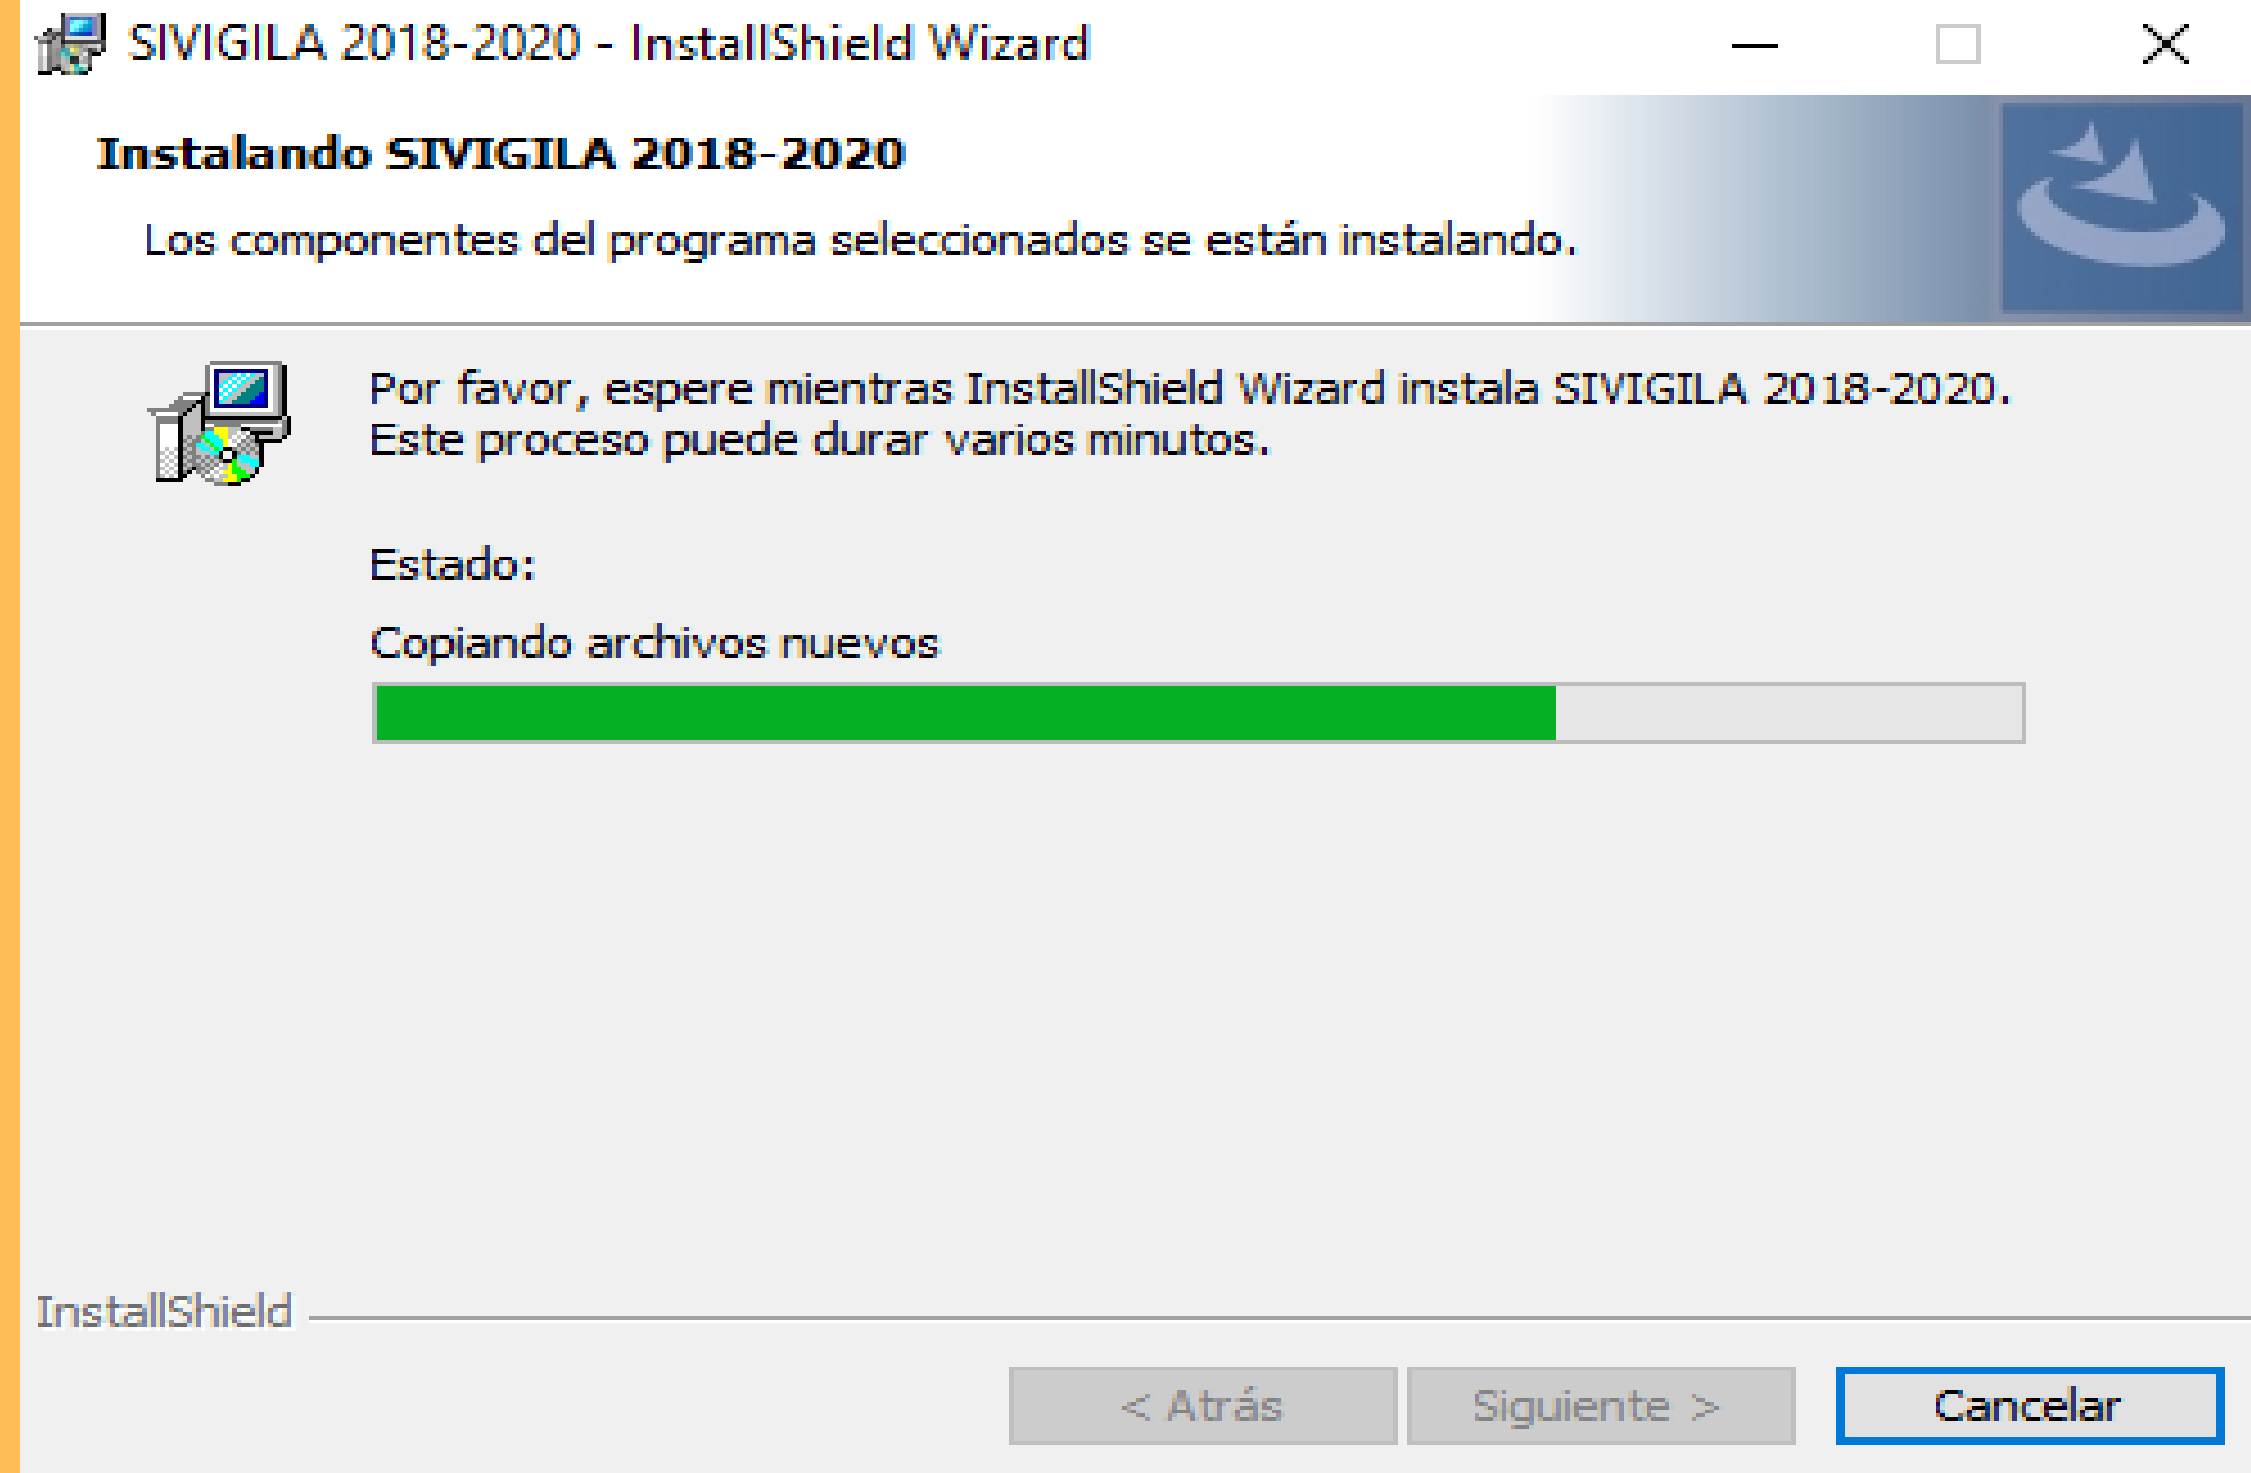 SIVIGILA 2018-2020 - InstallShield Wizard
Instalando SIVIGILA 2018-2020
Los componentes del programa seleccionados se están instalando.
Por favor, espere mientras InstallShield Wizard instala SIVIGILA 2018-2020.
Este proceso puede durar varios minutos.
Estado:
Copiando archivos nuevos
InstallShield
< Atrás
Siguiente >
Cancelar